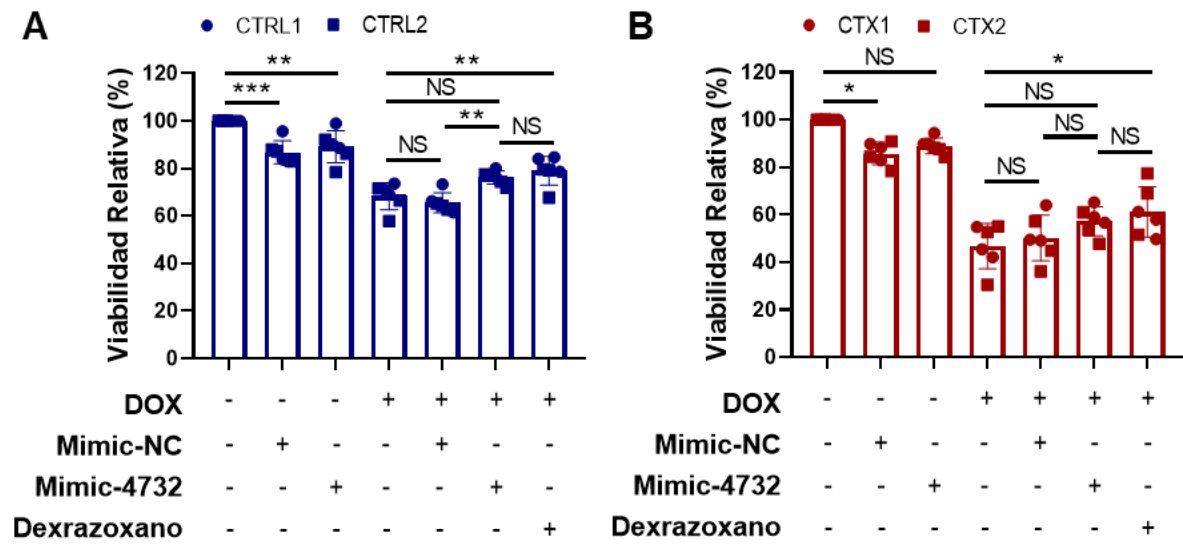 A
CTRL1 CTRL2
Viabilidad Relativa (%)
120
100
80
60
40
20
0
**
***
**
NS
**
NS
NS
DOX - - - + + + +
Mimic-NC - + - - + - -
Mimic-4732 - - + - - + -
Dexrazoxano - - - - - - +
B
CTX1 CTX2
Viabilidad Relativa (%)
120
100
80
60
40
20
0
NS
*
*
NS
NS
NS
NS
DOX - - - + + + +
Mimic-NC - + - - + - -
Mimic-4732 - - + - - + -
Dexrazoxano - - - - - - +